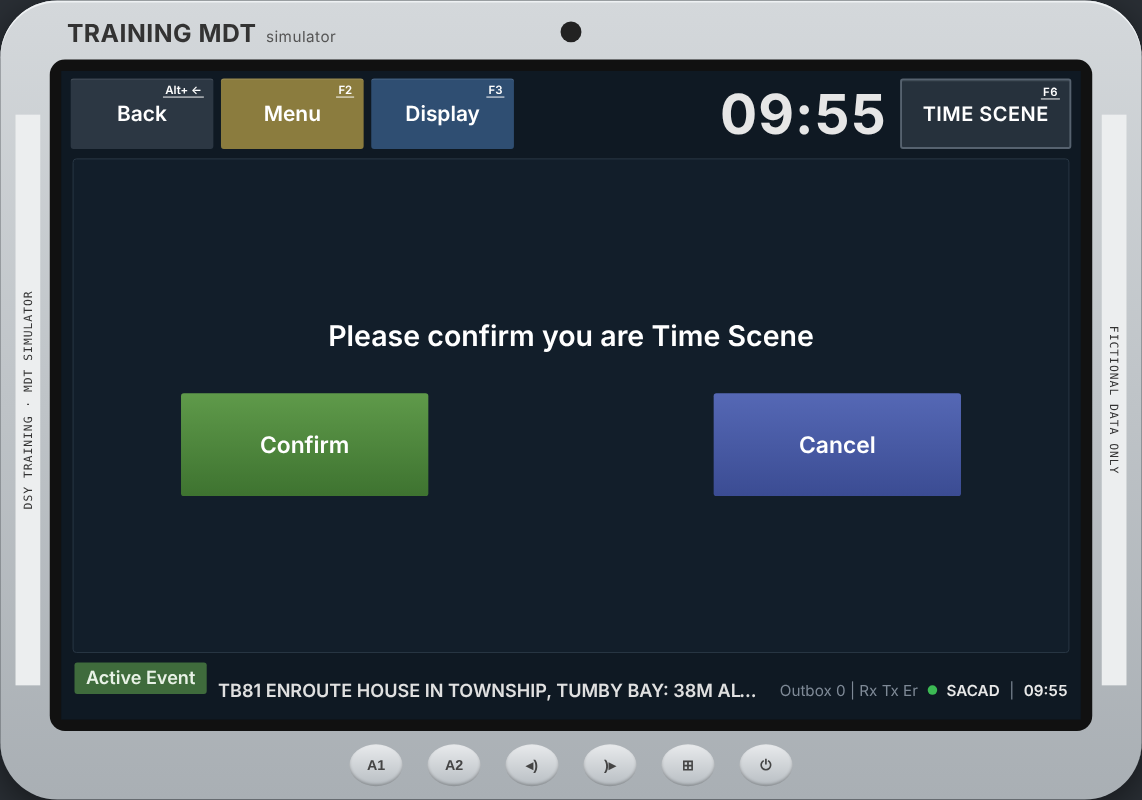 TRAINING MDT simulator
Back Alt+ ←
Menu F2
Display F3
09:55
TIME SCENE F6
DSY TRAINING · MDT SIMULATOR
Please confirm you are Time Scene
Confirm
Cancel
FICTIONAL DATA ONLY
Active Event
TB81 ENROUTE HOUSE IN TOWNSHIP, TUMBY BAY: 38M AL...
Outbox 0 | Rx Tx Er
SACAD | 09:55
A1
A2